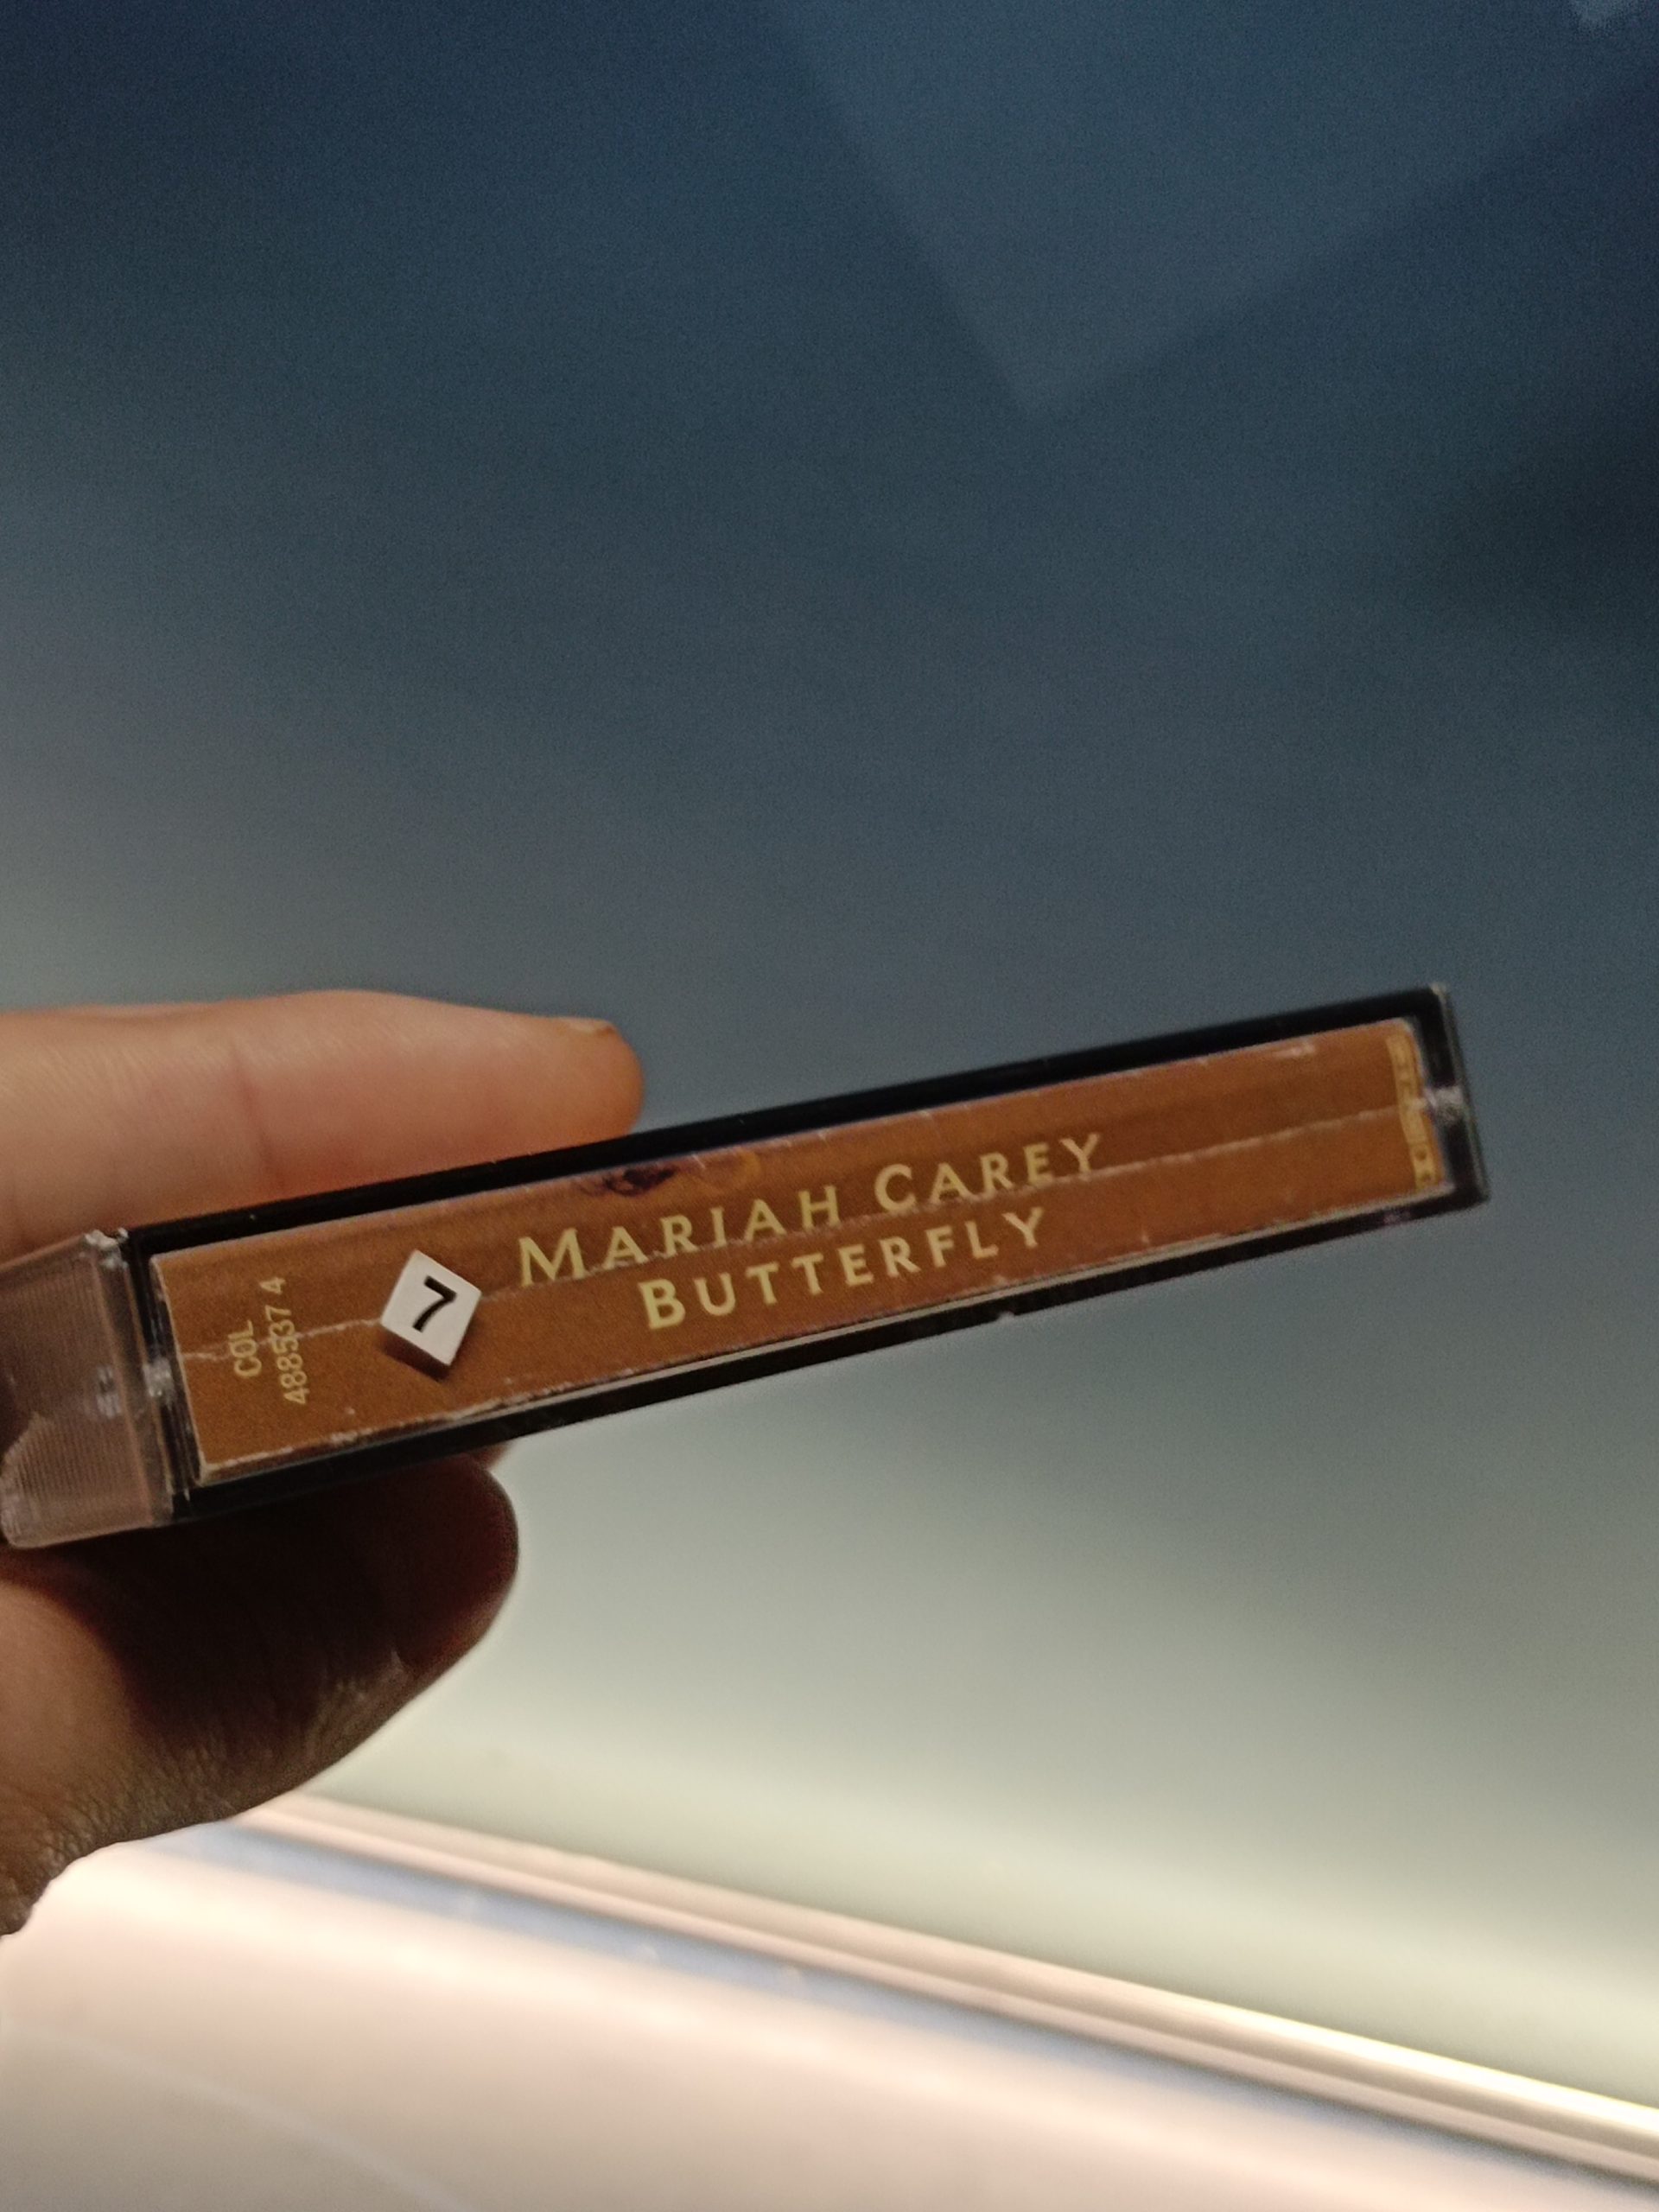 COL
488537 4
7
MARIAH CAREY
BUTTERFLY